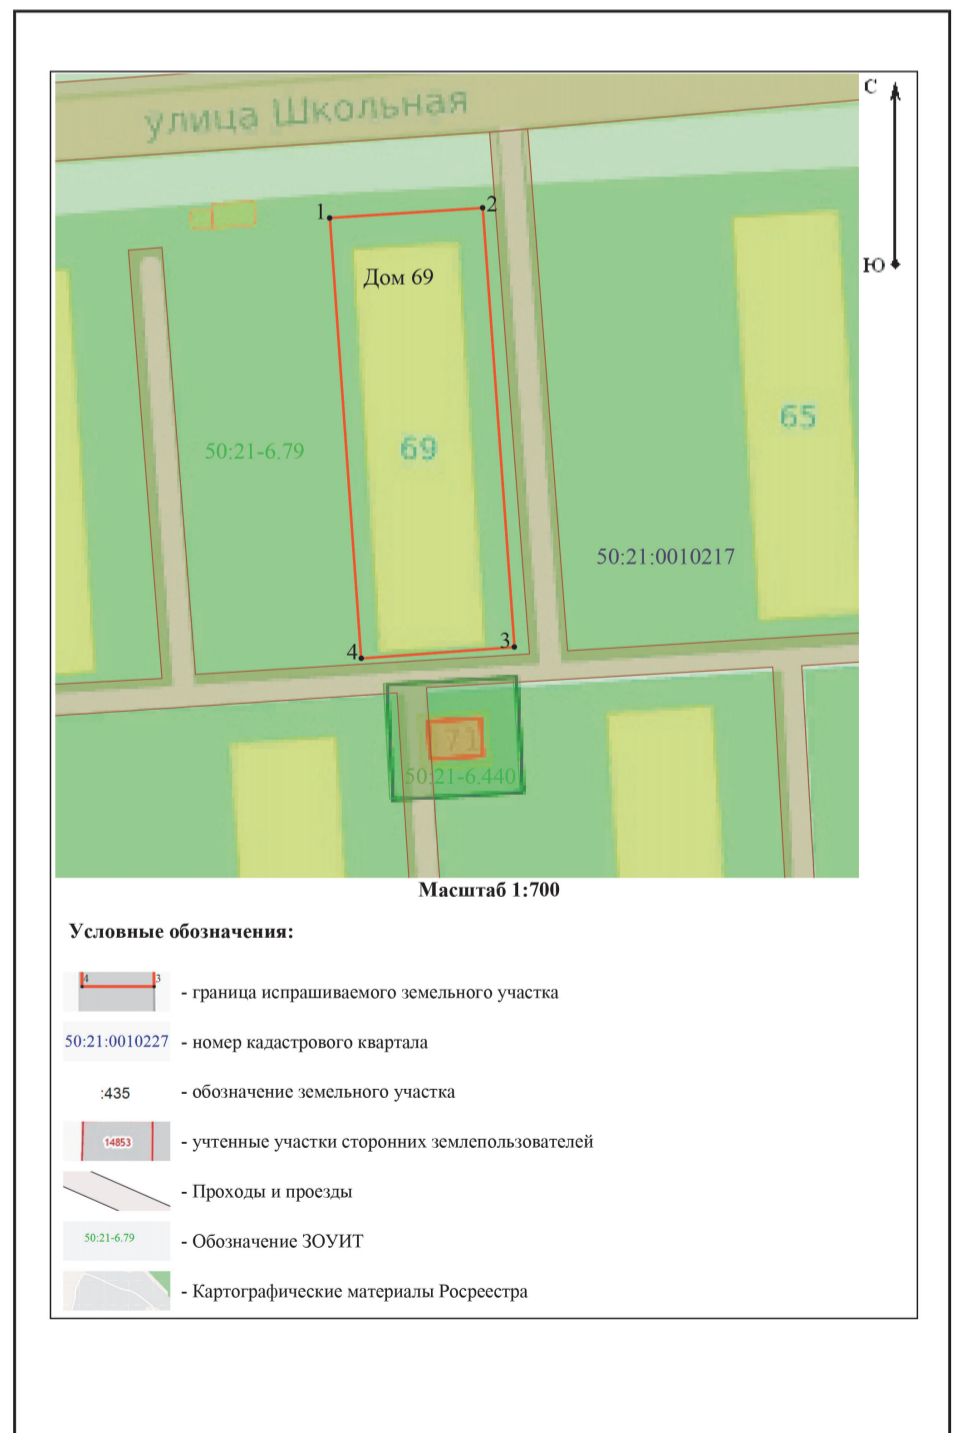 улица Школьная
С
Ю
1
2
Дом 69
69
65
50:21-6.79
50:21:0010217
4
3
71
50:21-6.440
Масштаб 1:700
Условные обозначения:
4 3
- граница испрашиваемого земельного участка
50:21:0010227 - номер кадастрового квартала
:435 - обозначение земельного участка
14853 - учтенные участки сторонних землепользователей
- Проходы и проезды
50:21-6.79 - Обозначение ЗОУИТ
- Картографические материалы Росреестра